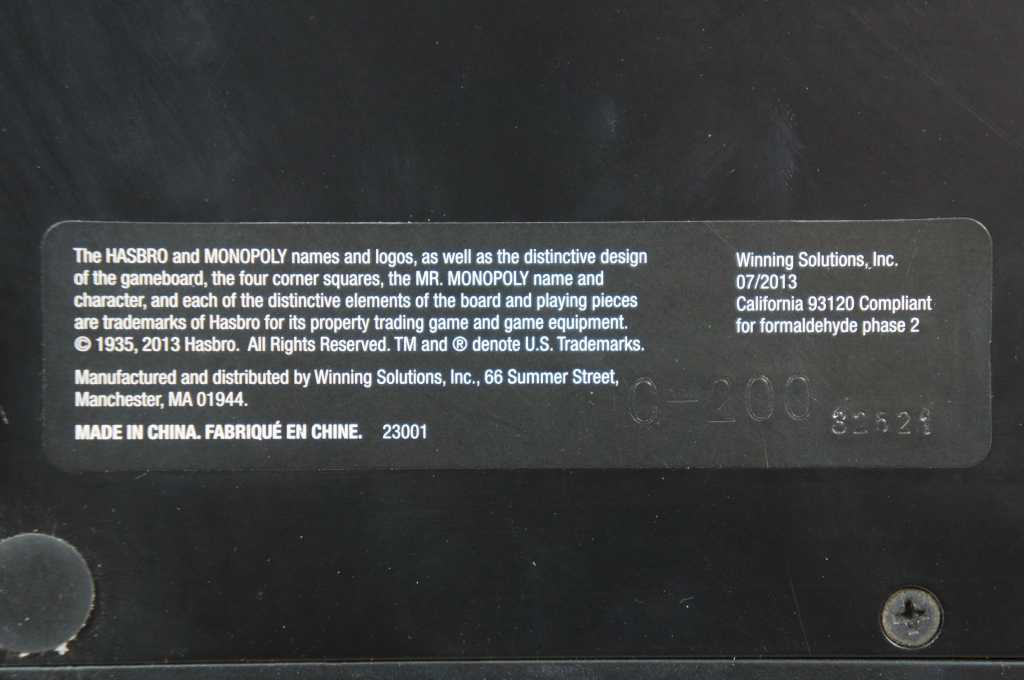 The HASBRO and MONOPOLY names and logos, as well as the distinctive design
of the gameboard, the four corner squares, the MR. MONOPOLY name and
character, and each of the distinctive elements of the board and playing pieces
are trademarks of Hasbro for its property trading game and game equipment.
© 1935, 2013 Hasbro. All Rights Reserved. TM and ® denote U.S. Trademarks.
Manufactured and distributed by Winning Solutions, Inc., 66 Summer Street,
Manchester, MA 01944.
MADE IN CHINA. FABRIQUÉ EN CHINE. 23001
Winning Solutions, Inc.
07/2013
California 93120 Compliant
for formaldehyde phase 2